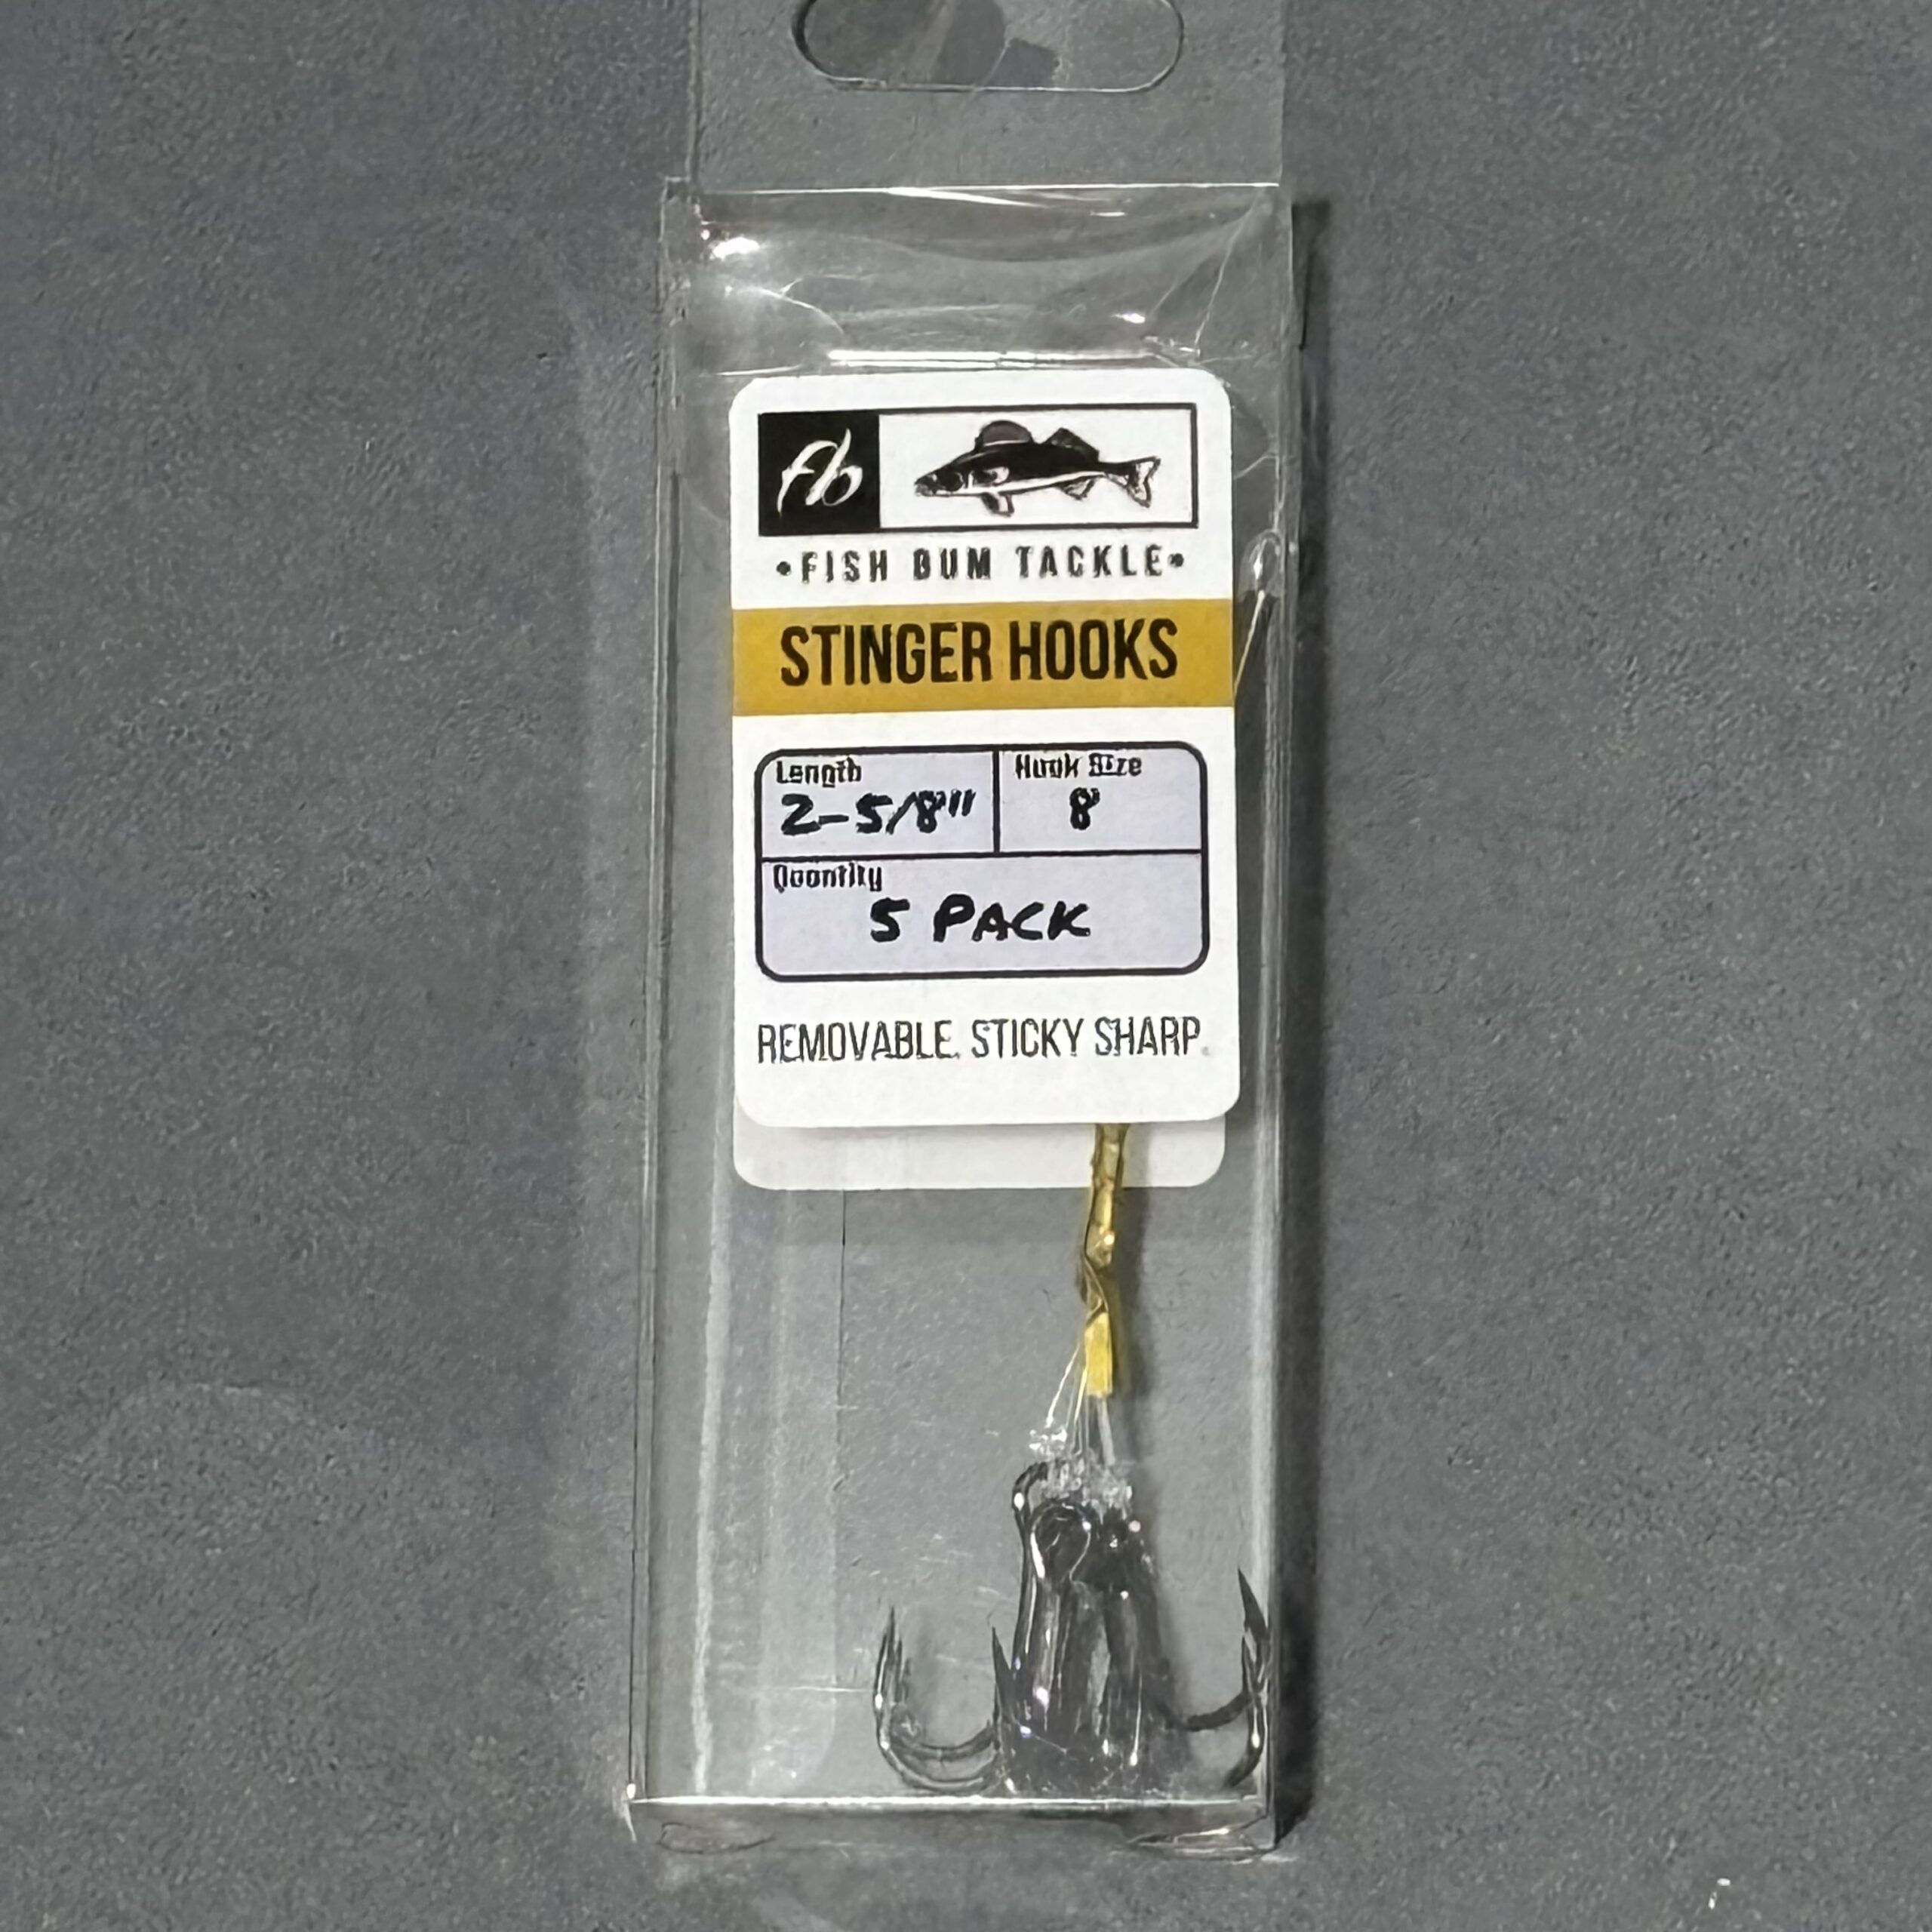 fb
•FISH BUM TACKLE•
STINGER HOOKS
Length
2-5/8"
Hook Size
8
Quantity
5 PACK
REMOVABLE. STICKY SHARP.